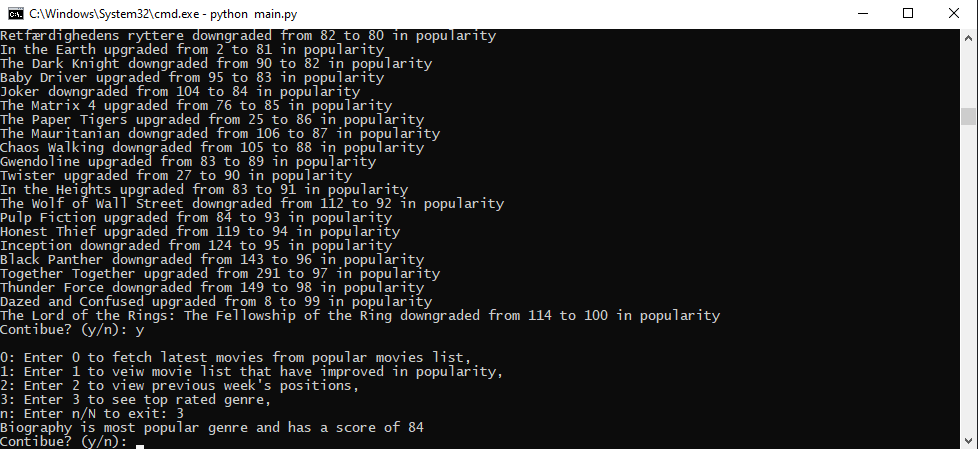 C:\Windows\System32\cmd.exe - python  main.py
Retfærdighedens ryttere downgraded from 82 to 80 in popularity
In the Earth upgraded from 2 to 81 in popularity
The Dark Knight downgraded from 90 to 82 in popularity
Baby Driver upgraded from 95 to 83 in popularity
Joker downgraded from 104 to 84 in popularity
The Matrix 4 upgraded from 76 to 85 in popularity
The Paper Tigers upgraded from 25 to 86 in popularity
The Mauritanian downgraded from 106 to 87 in popularity
Chaos Walking downgraded from 105 to 88 in popularity
Gwendoline upgraded from 83 to 89 in popularity
Twister upgraded from 27 to 90 in popularity
In the Heights upgraded from 83 to 91 in popularity
The Wolf of Wall Street downgraded from 112 to 92 in popularity
Pulp Fiction upgraded from 84 to 93 in popularity
Honest Thief upgraded from 119 to 94 in popularity
Inception downgraded from 124 to 95 in popularity
Black Panther downgraded from 143 to 96 in popularity
Together Together upgraded from 291 to 97 in popularity
Thunder Force downgraded from 149 to 98 in popularity
Dazed and Confused upgraded from 8 to 99 in popularity
The Lord of the Rings: The Fellowship of the Ring downgraded from 114 to 100 in popularity
Contibue? (y/n): y
0: Enter 0 to fetch latest movies from popular movies list,
1: Enter 1 to veiw movie list that have improved in popularity,
2: Enter 2 to view previous week's positions,
3: Enter 3 to see top rated genre,
n: Enter n/N to exit: 3
Biography is most popular genre and has a score of 84
Contibue? (y/n):